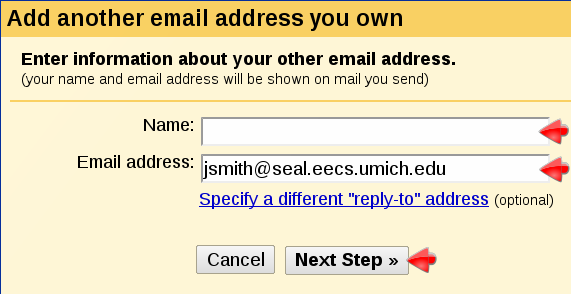 Add another email address you own
Enter information about your other email address.
(your name and email address will be shown on mail you send)
Name:
Email address: jsmith@seal.eecs.umich.edu
Specify a different "reply-to" address (optional)
Cancel Next Step »